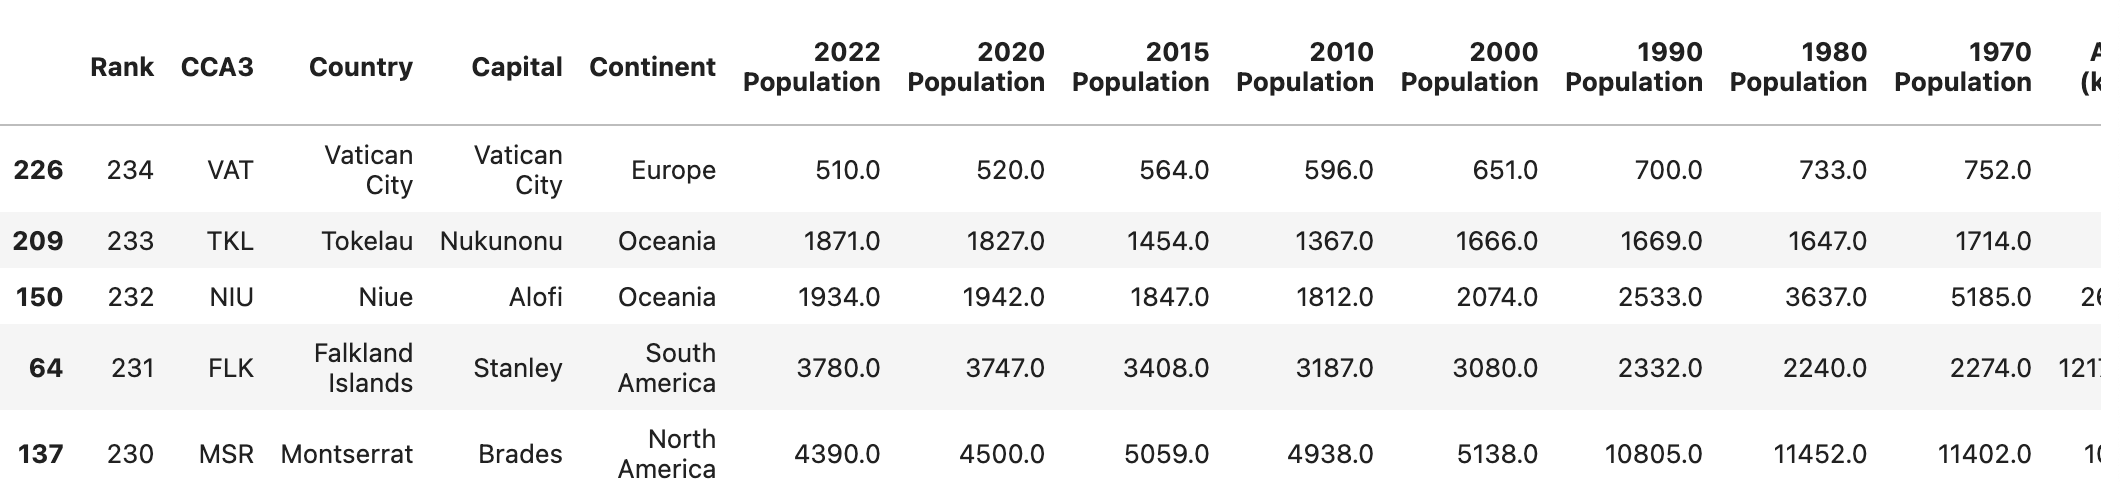 Rank CCA3 Country Capital Continent 2022 Population 2020 Population 2015 Population 2010 Population 2000 Population 1990 Population 1980 Population 1970 Population
226 234 VAT Vatican City Vatican City Europe 510.0 520.0 564.0 596.0 651.0 700.0 733.0 752.0
209 233 TKL Tokelau Nukunonu Oceania 1871.0 1827.0 1454.0 1367.0 1666.0 1669.0 1647.0 1714.0
150 232 NIU Niue Alofi Oceania 1934.0 1942.0 1847.0 1812.0 2074.0 2533.0 3637.0 5185.0
64 231 FLK Falkland Islands Stanley South America 3780.0 3747.0 3408.0 3187.0 3080.0 2332.0 2240.0 2274.0
137 230 MSR Montserrat Brades North America 4390.0 4500.0 5059.0 4938.0 5138.0 10805.0 11452.0 11402.0